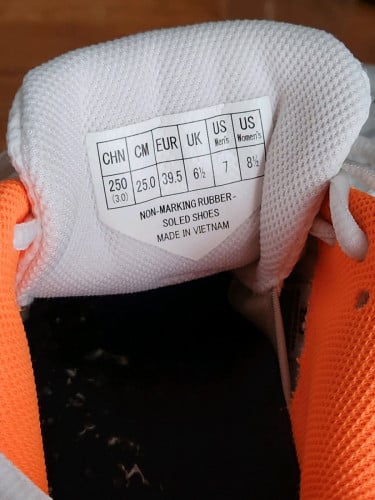 CHN CM EUR UK US Men's US Women's
250 (3.0) 25.0 39.5 6½ 7 8½
NON-MARKING RUBBER-
SOLED SHOES
MADE IN VIETNAM